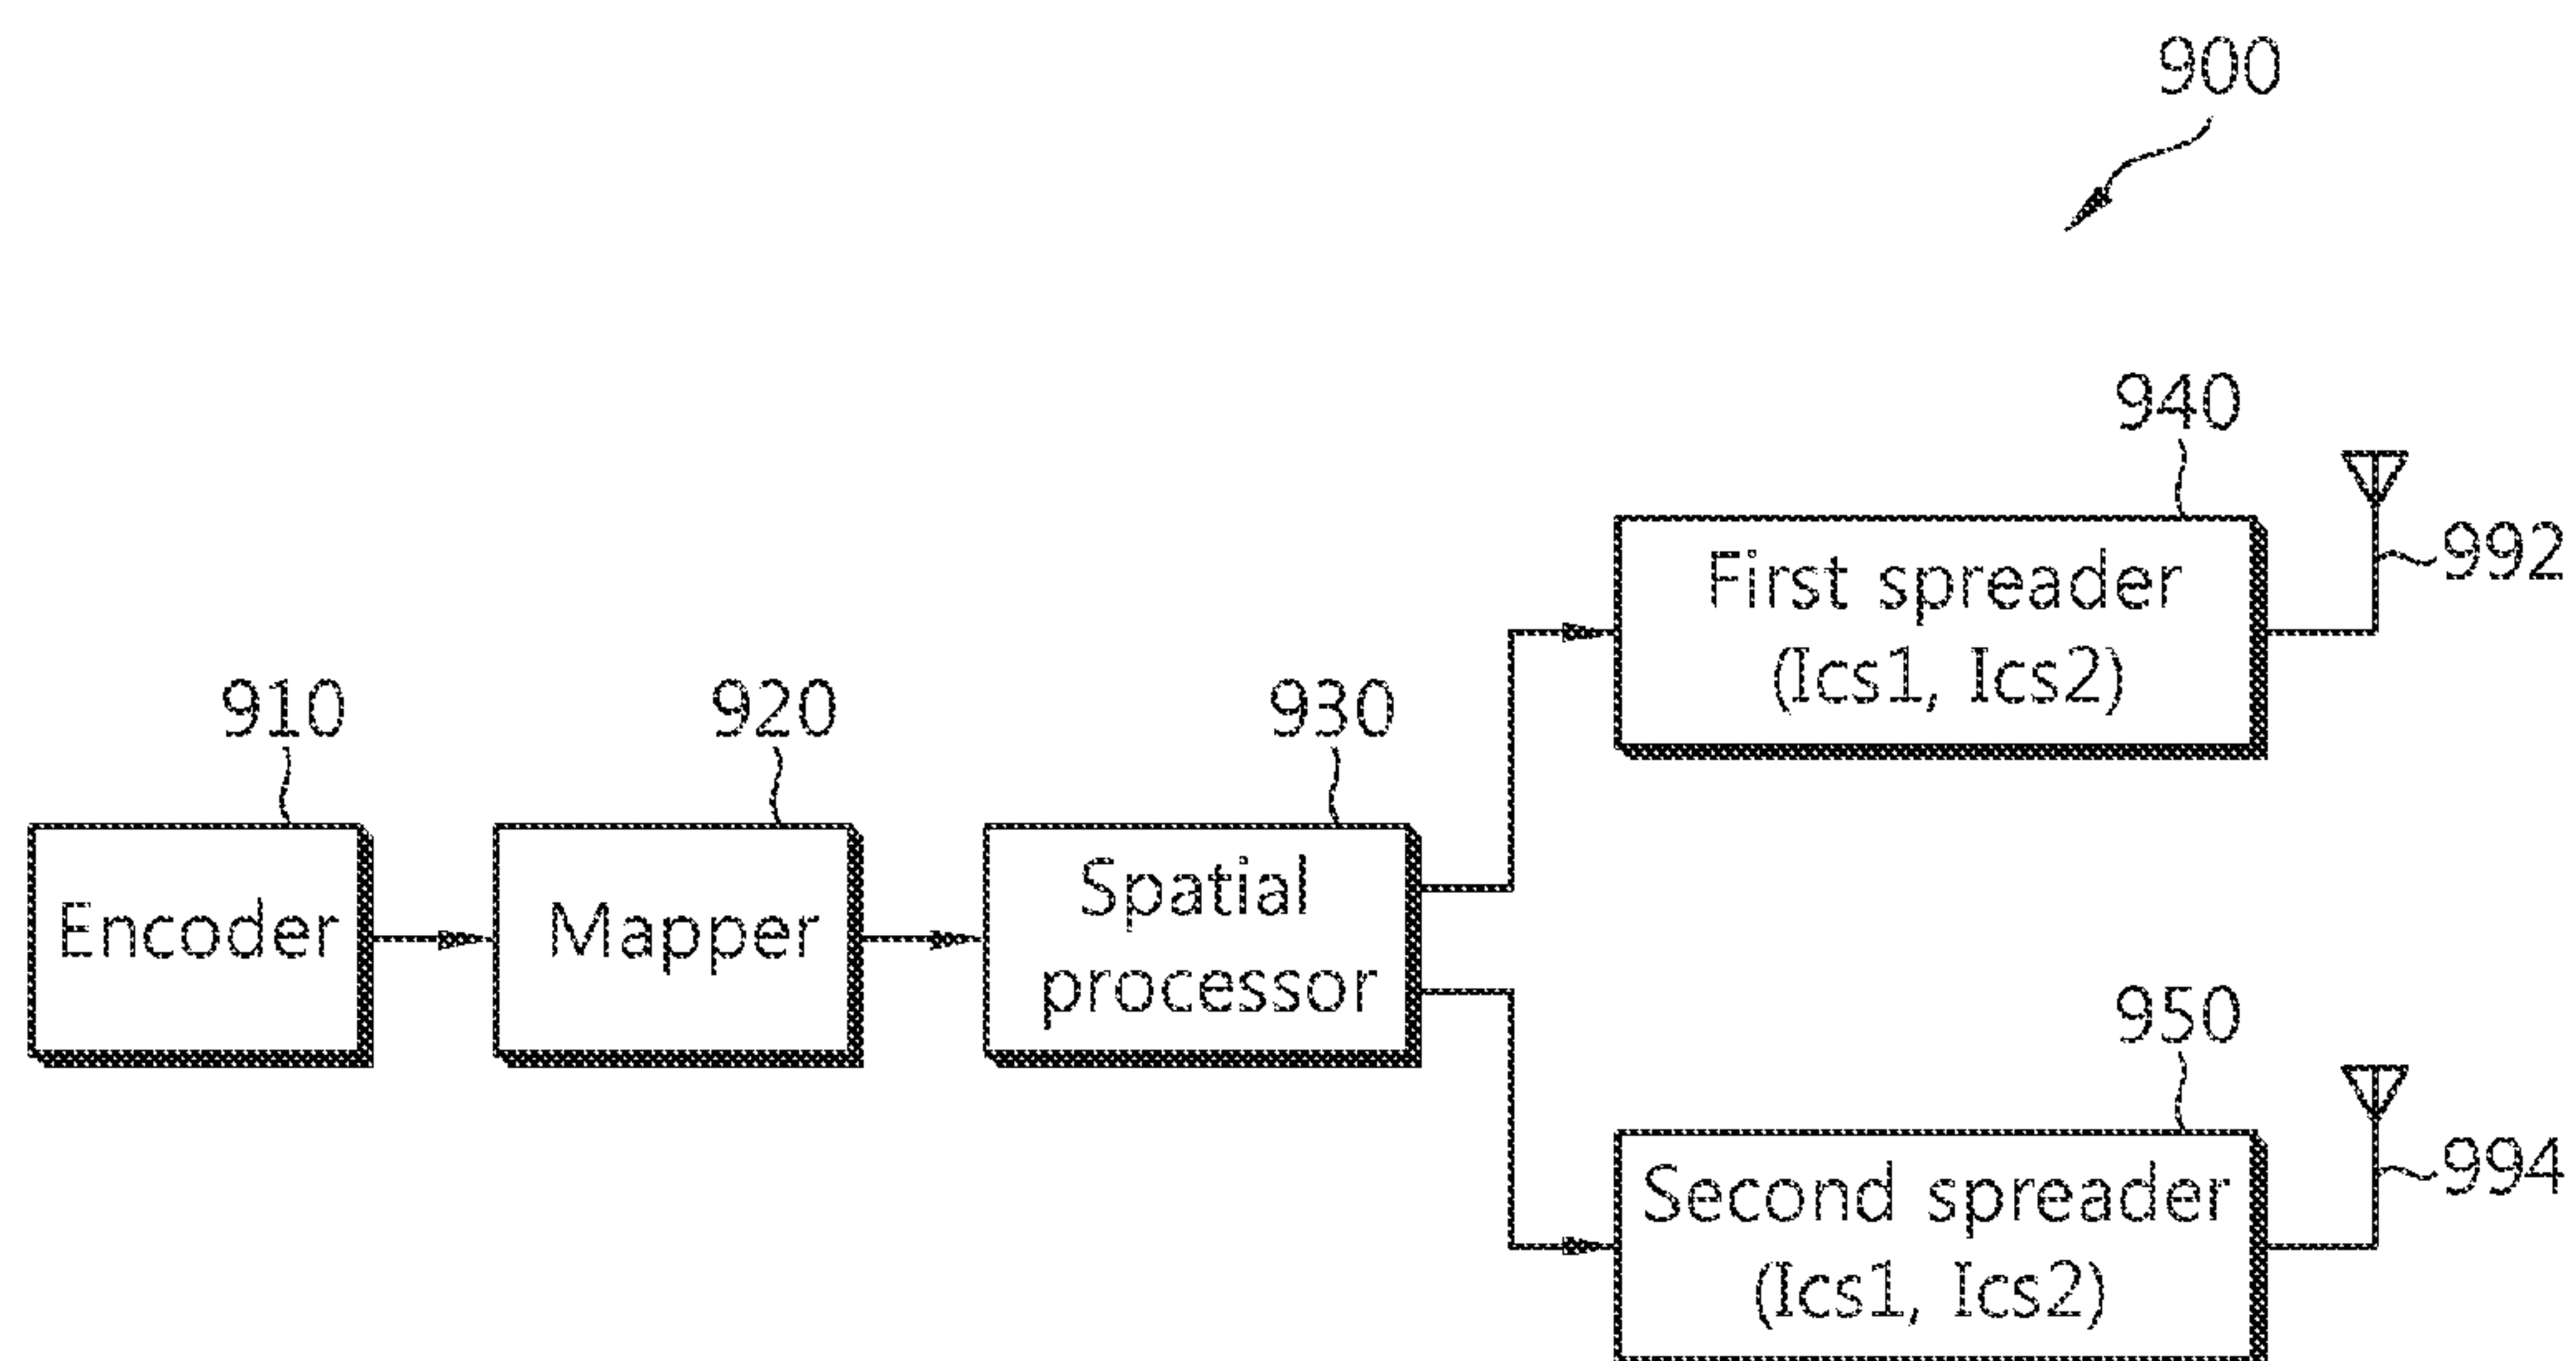 900
940
First spreader
(Ics1, Ics2)
992
910
920
930
Encoder
Mapper
Spatial
processor
950
Second spreader
(Ics1, Ics2)
994